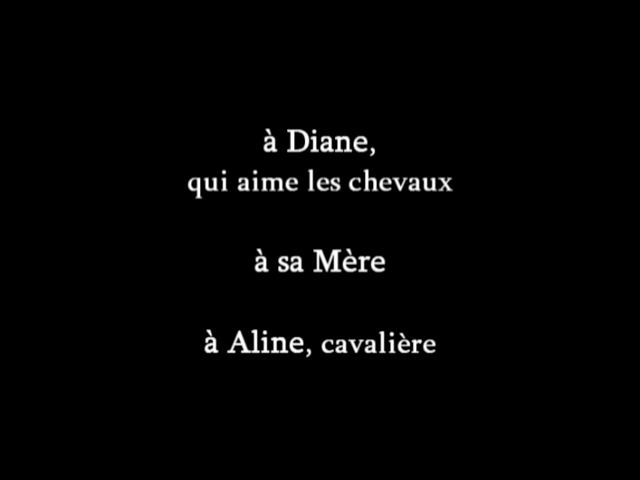 à Diane,
qui aime les chevaux
à sa Mère
à Aline, cavalière